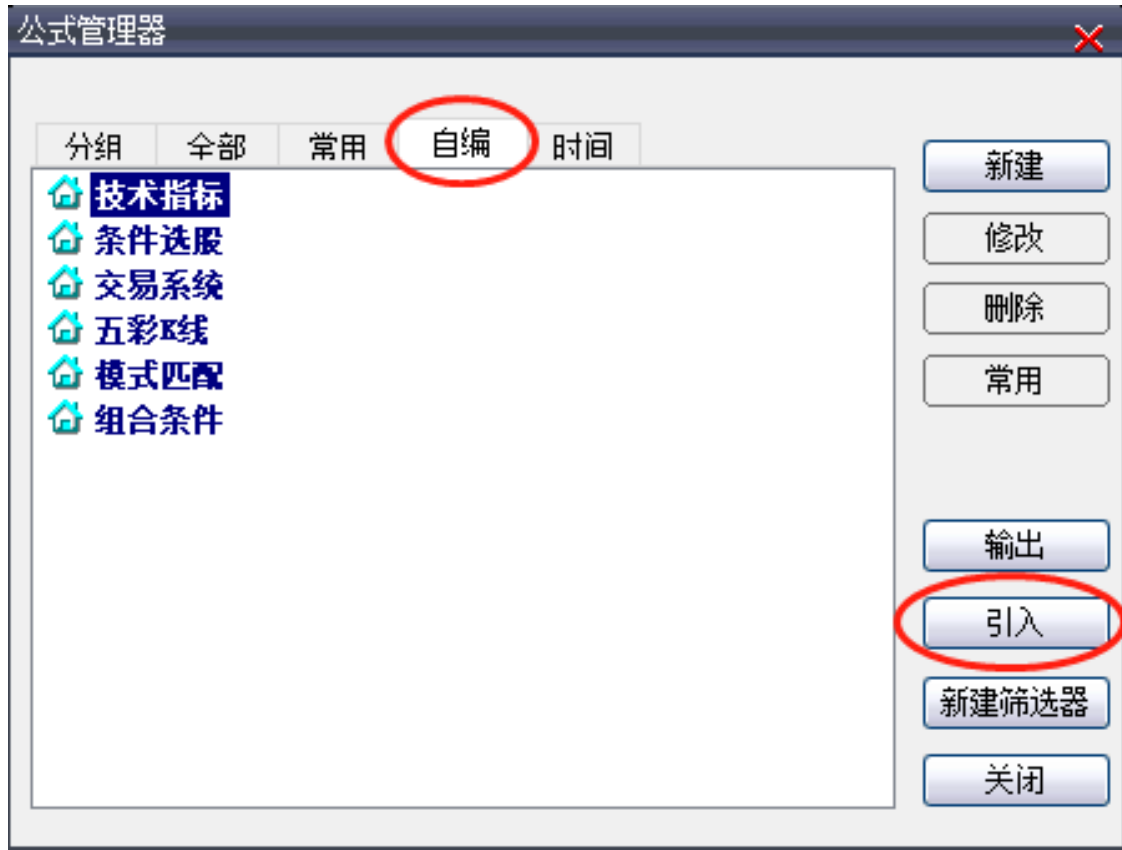 公式管理器
分组 全部 常用 自编 时间
技术指标
条件选股
交易系统
五彩K线
模式匹配
组合条件
新建
修改
删除
常用
输出
引入
新建筛选器
关闭